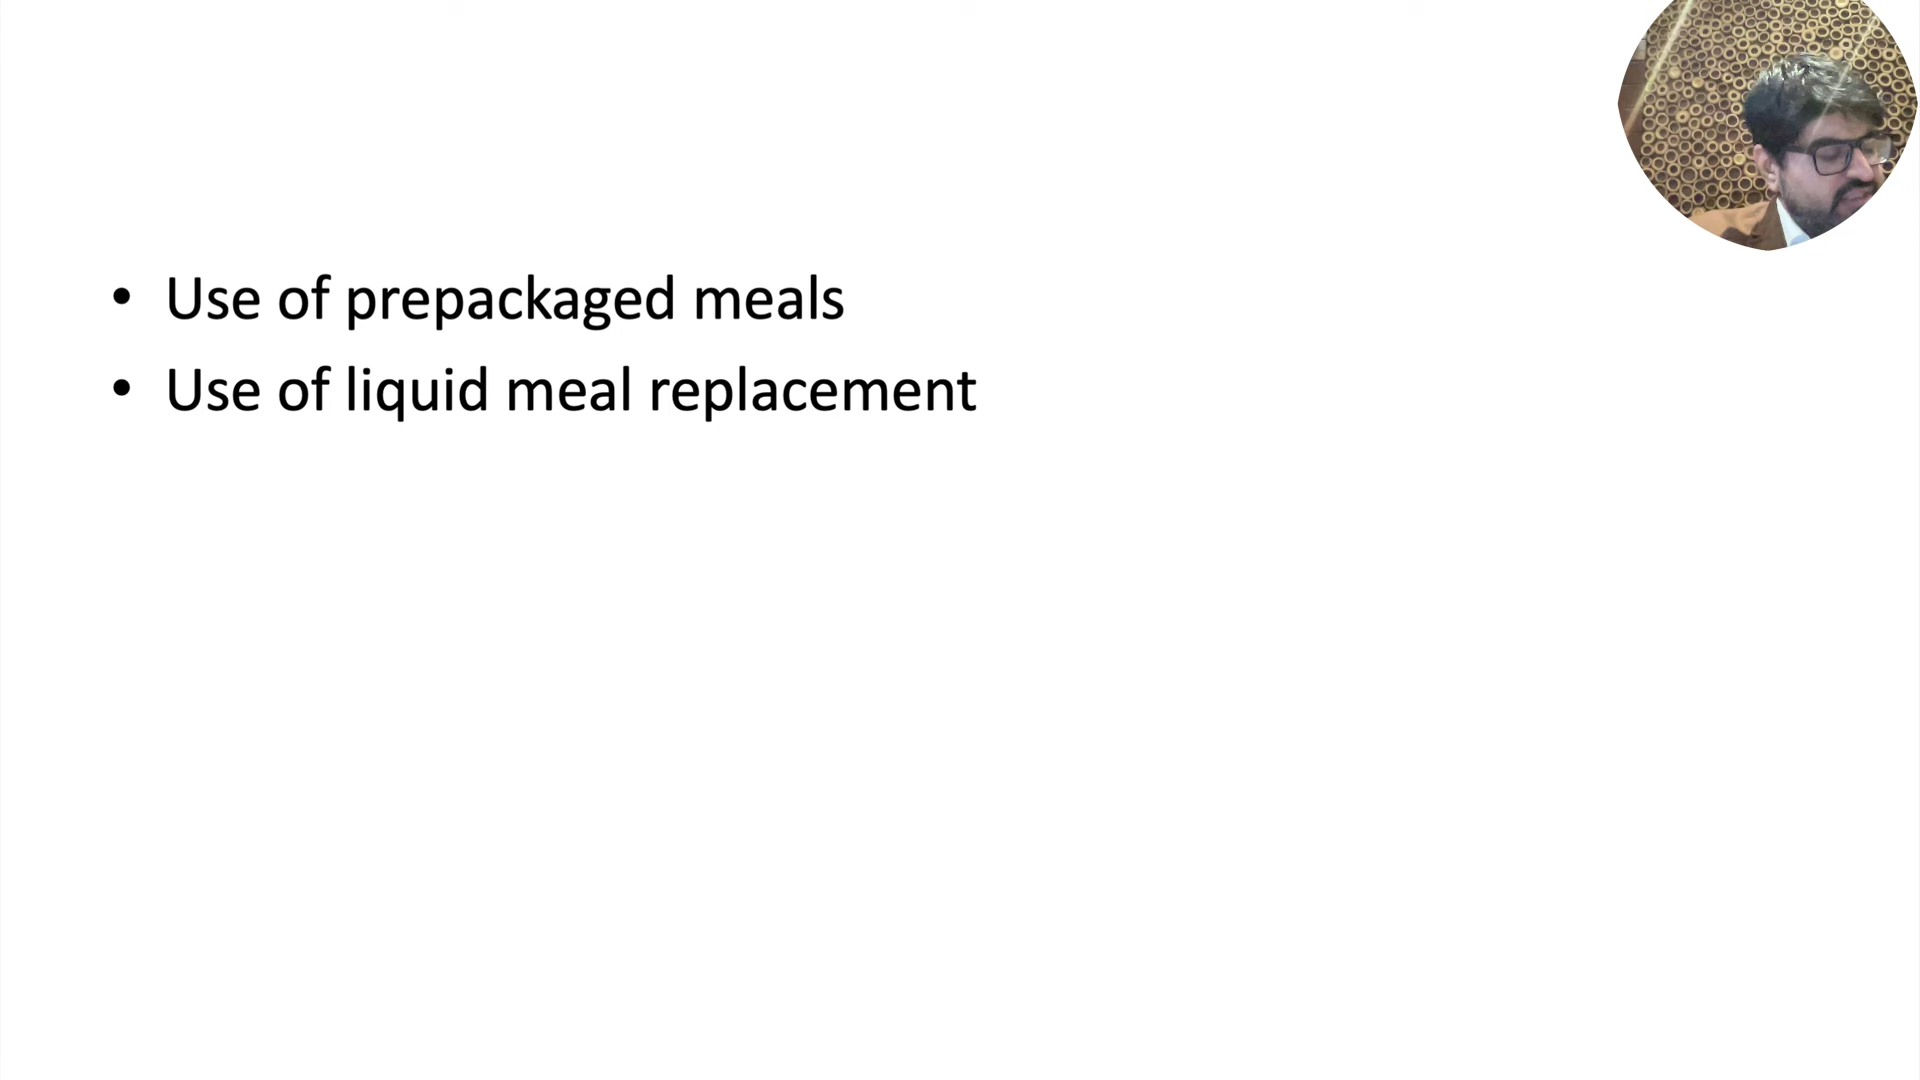 • Use of prepackaged meals
• Use of liquid meal replacement